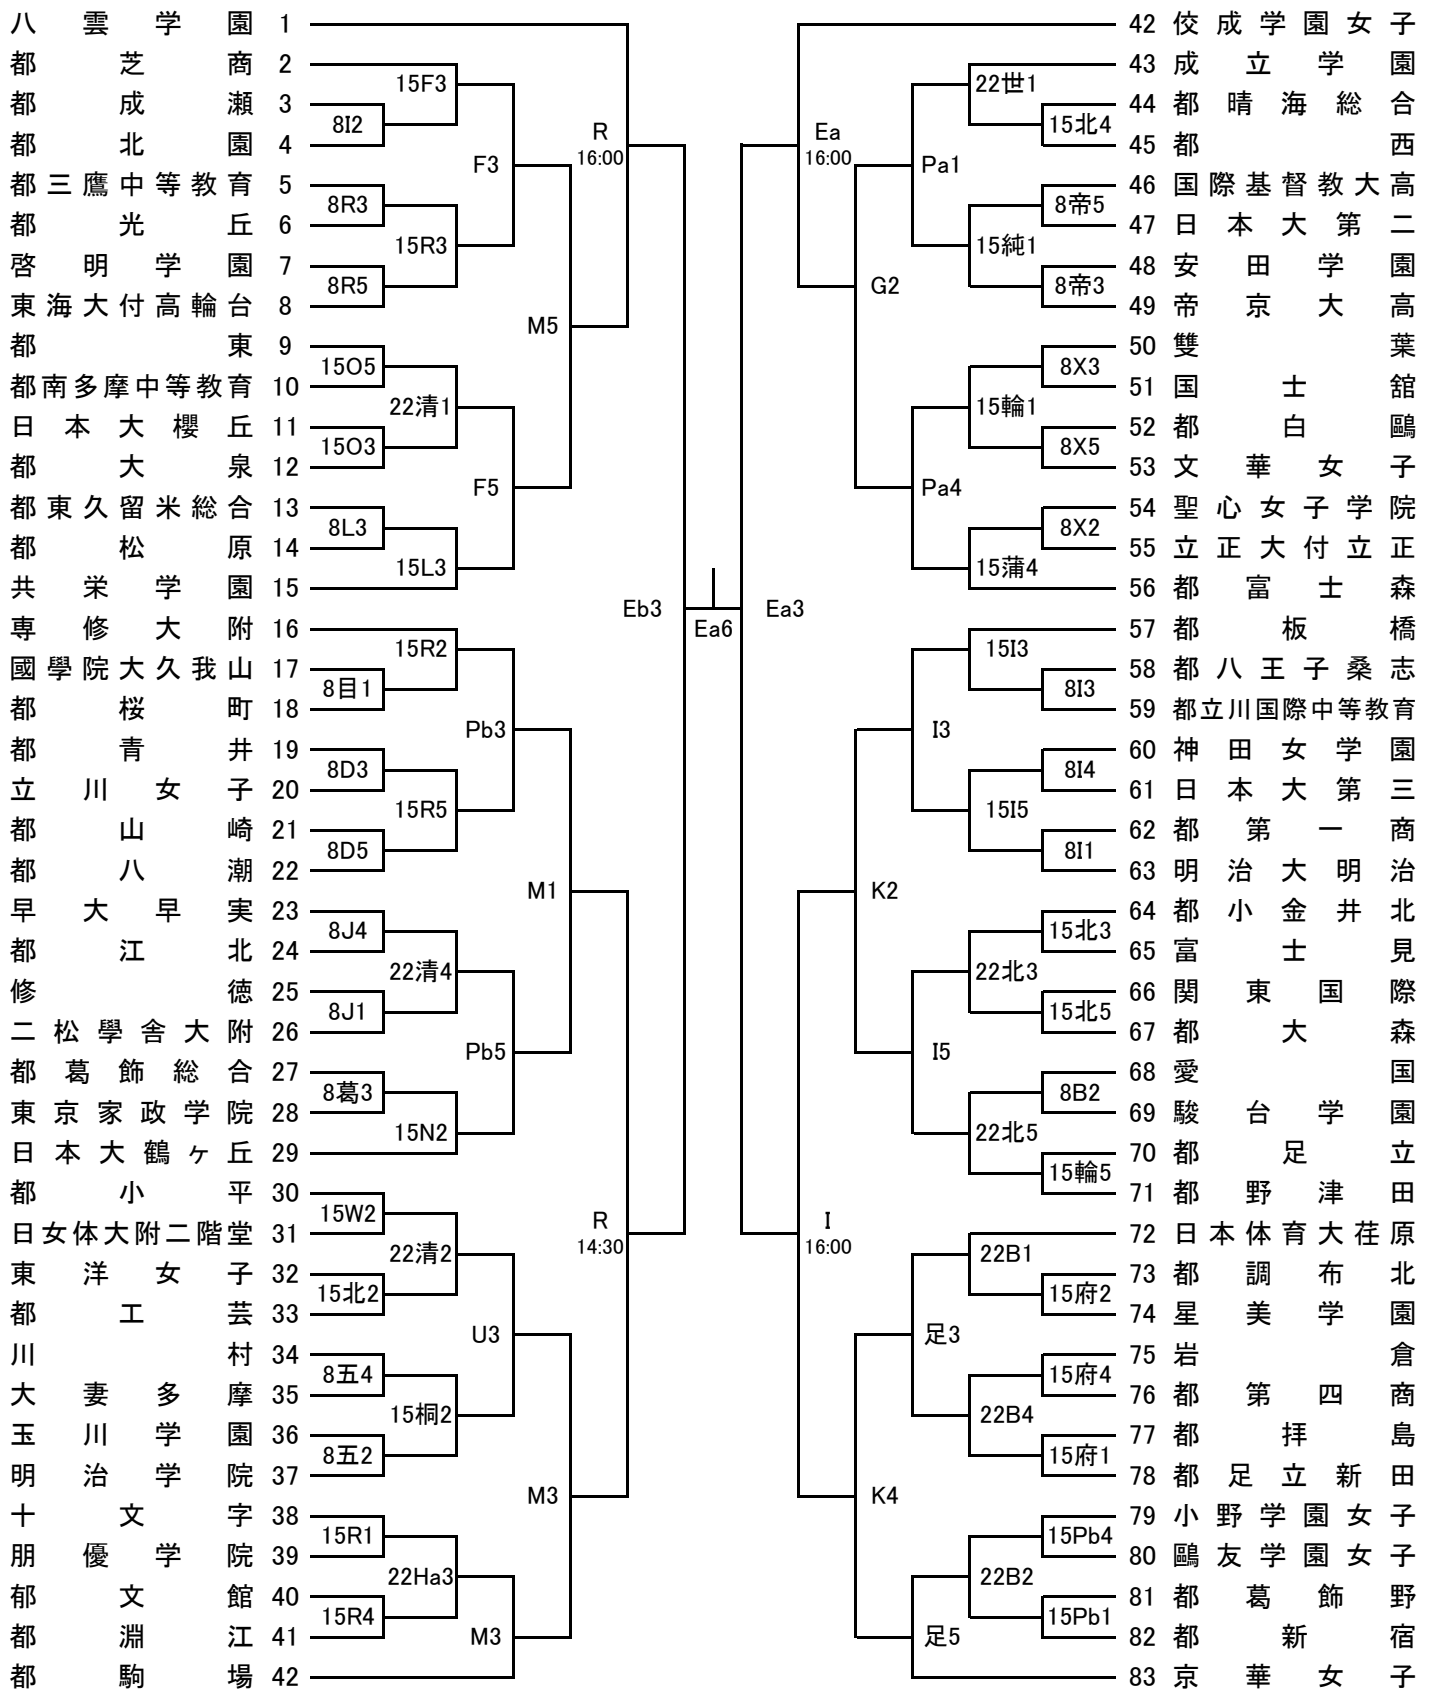 八雲学園 1
都芝商 2
都成瀬 3
都北園 4
都三鷹中等教育 5
都光丘 6
啓明学園 7
東海大付高輪台 8
都東 9
都南多摩中等教育 10
日本大櫻丘 11
都大泉 12
都東久留米総合 13
都松原 14
共栄学園 15
専修大附 16
國學院大久我山 17
都桜町 18
都青井 19
立川女子 20
都山崎 21
都八潮 22
早大早実 23
都江北 24
修徳 25
二松學舎大附 26
都葛飾総合 27
東京家政学院 28
日本大鶴ヶ丘 29
都小平 30
日女体大附二階堂 31
東洋女子 32
都工芸 33
川村 34
大妻多摩 35
玉川学園 36
明治学院 37
十文字 38
朋優学院 39
郁文館 40
都淵江 41
都駒場 42
8I2
8R3
8R5
15O5
15O3
8L3
8目1
8D3
8D5
8J4
8J1
8葛3
15W2
15北2
8五4
8五2
15R1
15R4
15F3
15R3
22清1
15L3
15R2
15R5
22清4
15N2
22清2
15桐2
22Ha3
F3
F5
Pb3
Pb5
U3
M3
M5
M1
M3
R
16:00
R
14:30
Eb3
Ea6
Ea3
Ea
16:00
I
16:00
G2
K2
K4
Pa1
Pa4
I3
I5
足3
足5
22世1
15純1
15輪1
15蒲4
15I3
15I5
22北3
22北5
22B1
22B4
22B2
15北4
8帝5
8帝3
8X3
8X5
8X2
8I3
8I4
8I1
15北3
15北5
8B2
15輪5
15府2
15府4
15府1
15Pb4
15Pb1
42 佼成学園女子
43 成立学園
44 都晴海総合
45 都西
46 国際基督教大高
47 日本大第二
48 安田学園
49 帝京大高
50 雙葉
51 国士舘
52 都白鷗
53 文華女子
54 聖心女子学院
55 立正大付立正
56 都富士森
57 都板橋
58 都八王子桑志
59 都立川国際中等教育
60 神田女学園
61 日本大第三
62 都第一商
63 明治大明治
64 都小金井北
65 富士見
66 関東国際
67 都大森
68 愛国
69 駿台学園
70 都足立
71 都野津田
72 日本体育大荏原
73 都調布北
74 星美学園
75 岩倉
76 都第四商
77 都拝島
78 都足立新田
79 小野学園女子
80 鷗友学園女子
81 都葛飾野
82 都新宿
83 京華女子